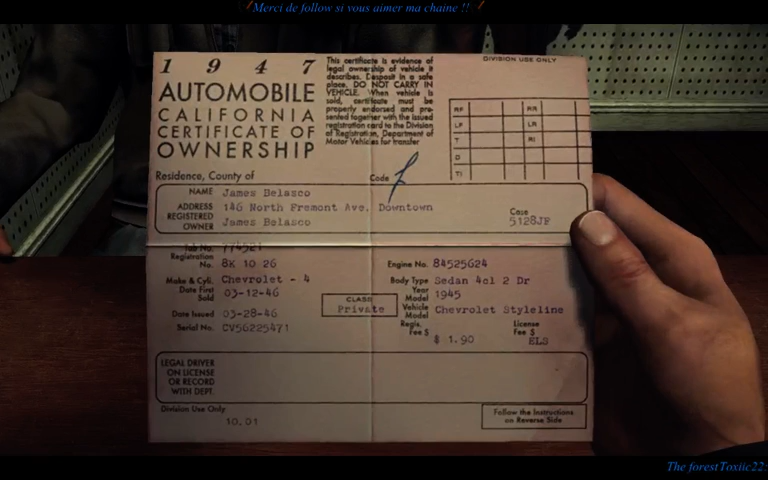 Merci de follow si vous aimer ma chaine !!
1 9 4 7
AUTOMOBILE
CALIFORNIA
CERTIFICATE OF
OWNERSHIP
This certificate is evidence of
legal ownership of vehicle it
describes. Deposit in a safe
place. DO NOT CARRY IN
VEHICLE. When vehicle is
sold, certificate must be
properly endorsed and pre-
sented together with the issued
registration card to the Division
of Registration, Department of
Motor Vehicles for transfer
DIVISION USE ONLY
RF RR
LF LR
T RI
D
TI
Residence, County of
Code
NAME James Belasco
ADDRESS 146 North Fremont Ave. Downtown
REGISTERED
OWNER James Belasco
Case
5128JF
Tab No. 774521
Registration
No. 8K 10 26
Engine No. 84525624
Make & Cyli. Chevrolet - 4
Body Type Sedan 4cl 2 Dr
Date First
Sold 03-12-46
Year
Model 1945
CLASS
Private
Vehicle
Model Chevrolet Styleline
Date Issued 03-28-46
Serial No. CV56225471
Regis.
Fee $ $ 1.90
License
Fee $
ELS
LEGAL DRIVER
ON LICENSE
OR RECORD
WITH DEPT.
Division Use Only
10.01
Follow the Instructions
on Reverse Side
The forestToxiic22: